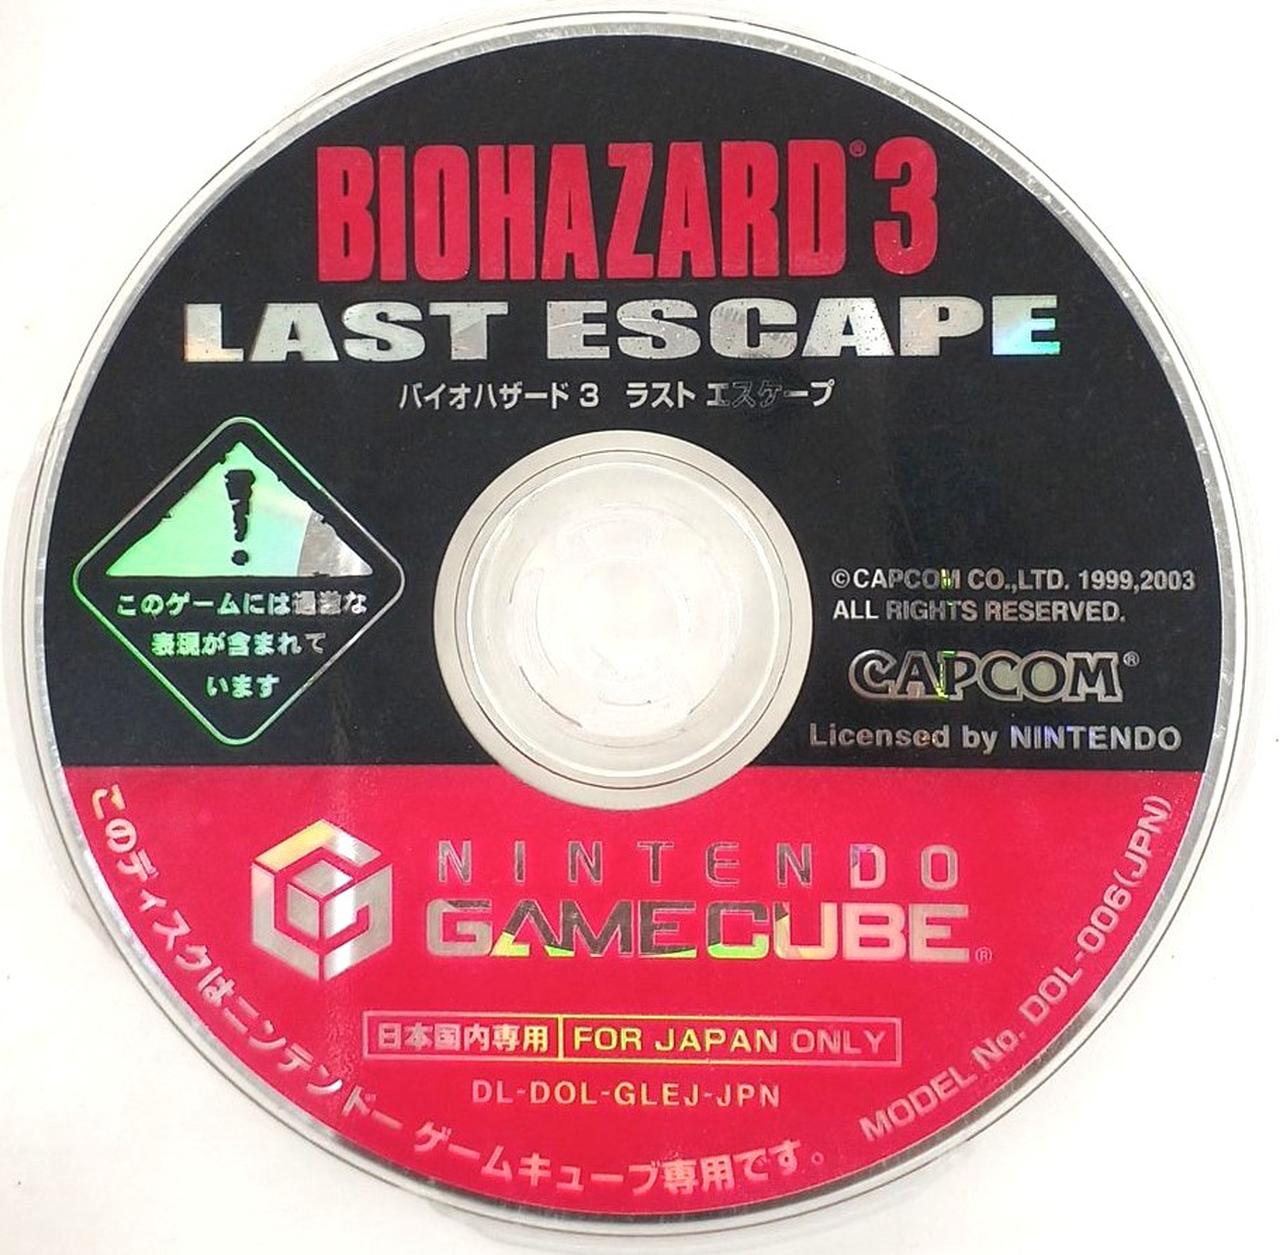 BIOHAZARD® 3
LAST ESCAPE
バイオハザード 3 ラスト エスケープ
!
このゲームには過激な
表現が含まれて
います
©CAPCOM CO.,LTD. 1999,2003
ALL RIGHTS RESERVED.
CAPCOM®
Licensed by NINTENDO
NINTENDO
GAMECUBE®
日本国内専用 FOR JAPAN ONLY
DL-DOL-GLEJ-JPN
このディスクはニンテンドー ゲームキューブ専用です。
MODEL No. DOL-006(JPN)